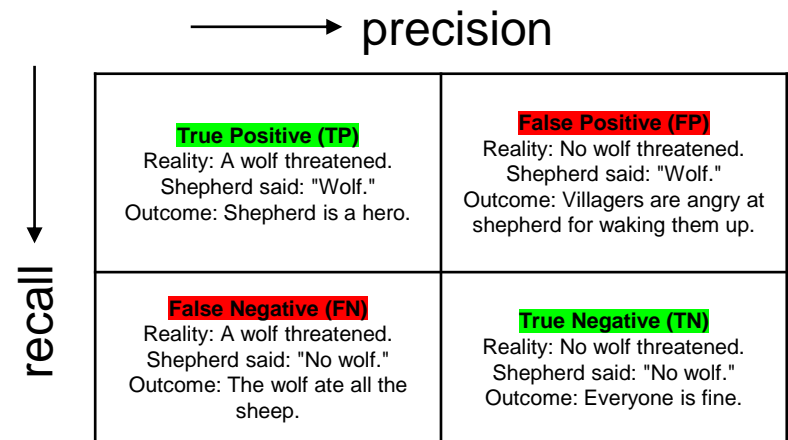 precision
recall
True Positive (TP)
Reality: A wolf threatened.
Shepherd said: "Wolf."
Outcome: Shepherd is a hero.
False Positive (FP)
Reality: No wolf threatened.
Shepherd said: "Wolf."
Outcome: Villagers are angry at
shepherd for waking them up.
False Negative (FN)
Reality: A wolf threatened.
Shepherd said: "No wolf."
Outcome: The wolf ate all the
sheep.
True Negative (TN)
Reality: No wolf threatened.
Shepherd said: "No wolf."
Outcome: Everyone is fine.